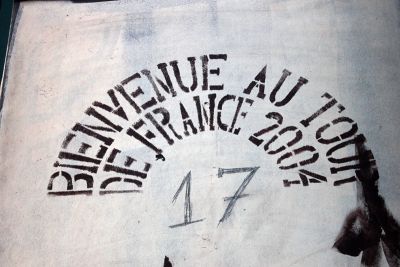 BIENVENUE AU TOUR
DE FRANCE 2004
17